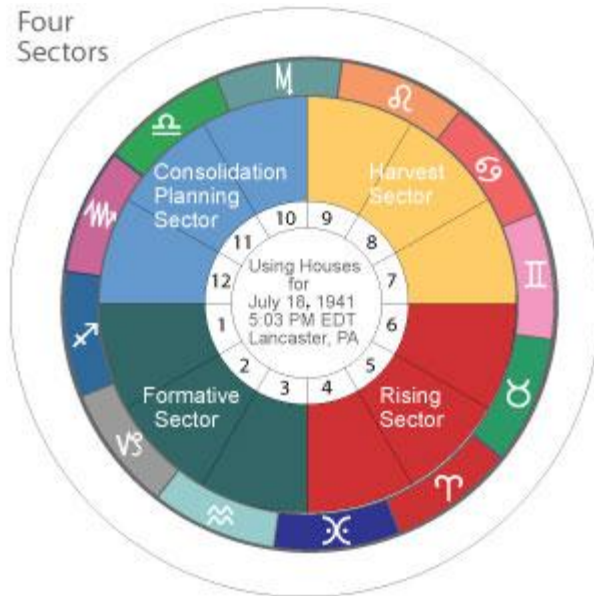 Four
Sectors
Consolidation
Planning
Sector
Harvest
Sector
10
9
11
8
12
7
1
6
2
5
3
4
Using Houses
for
July 18, 1941
5:03 PM EDT
Lancaster, PA
Formative
Sector
Rising
Sector